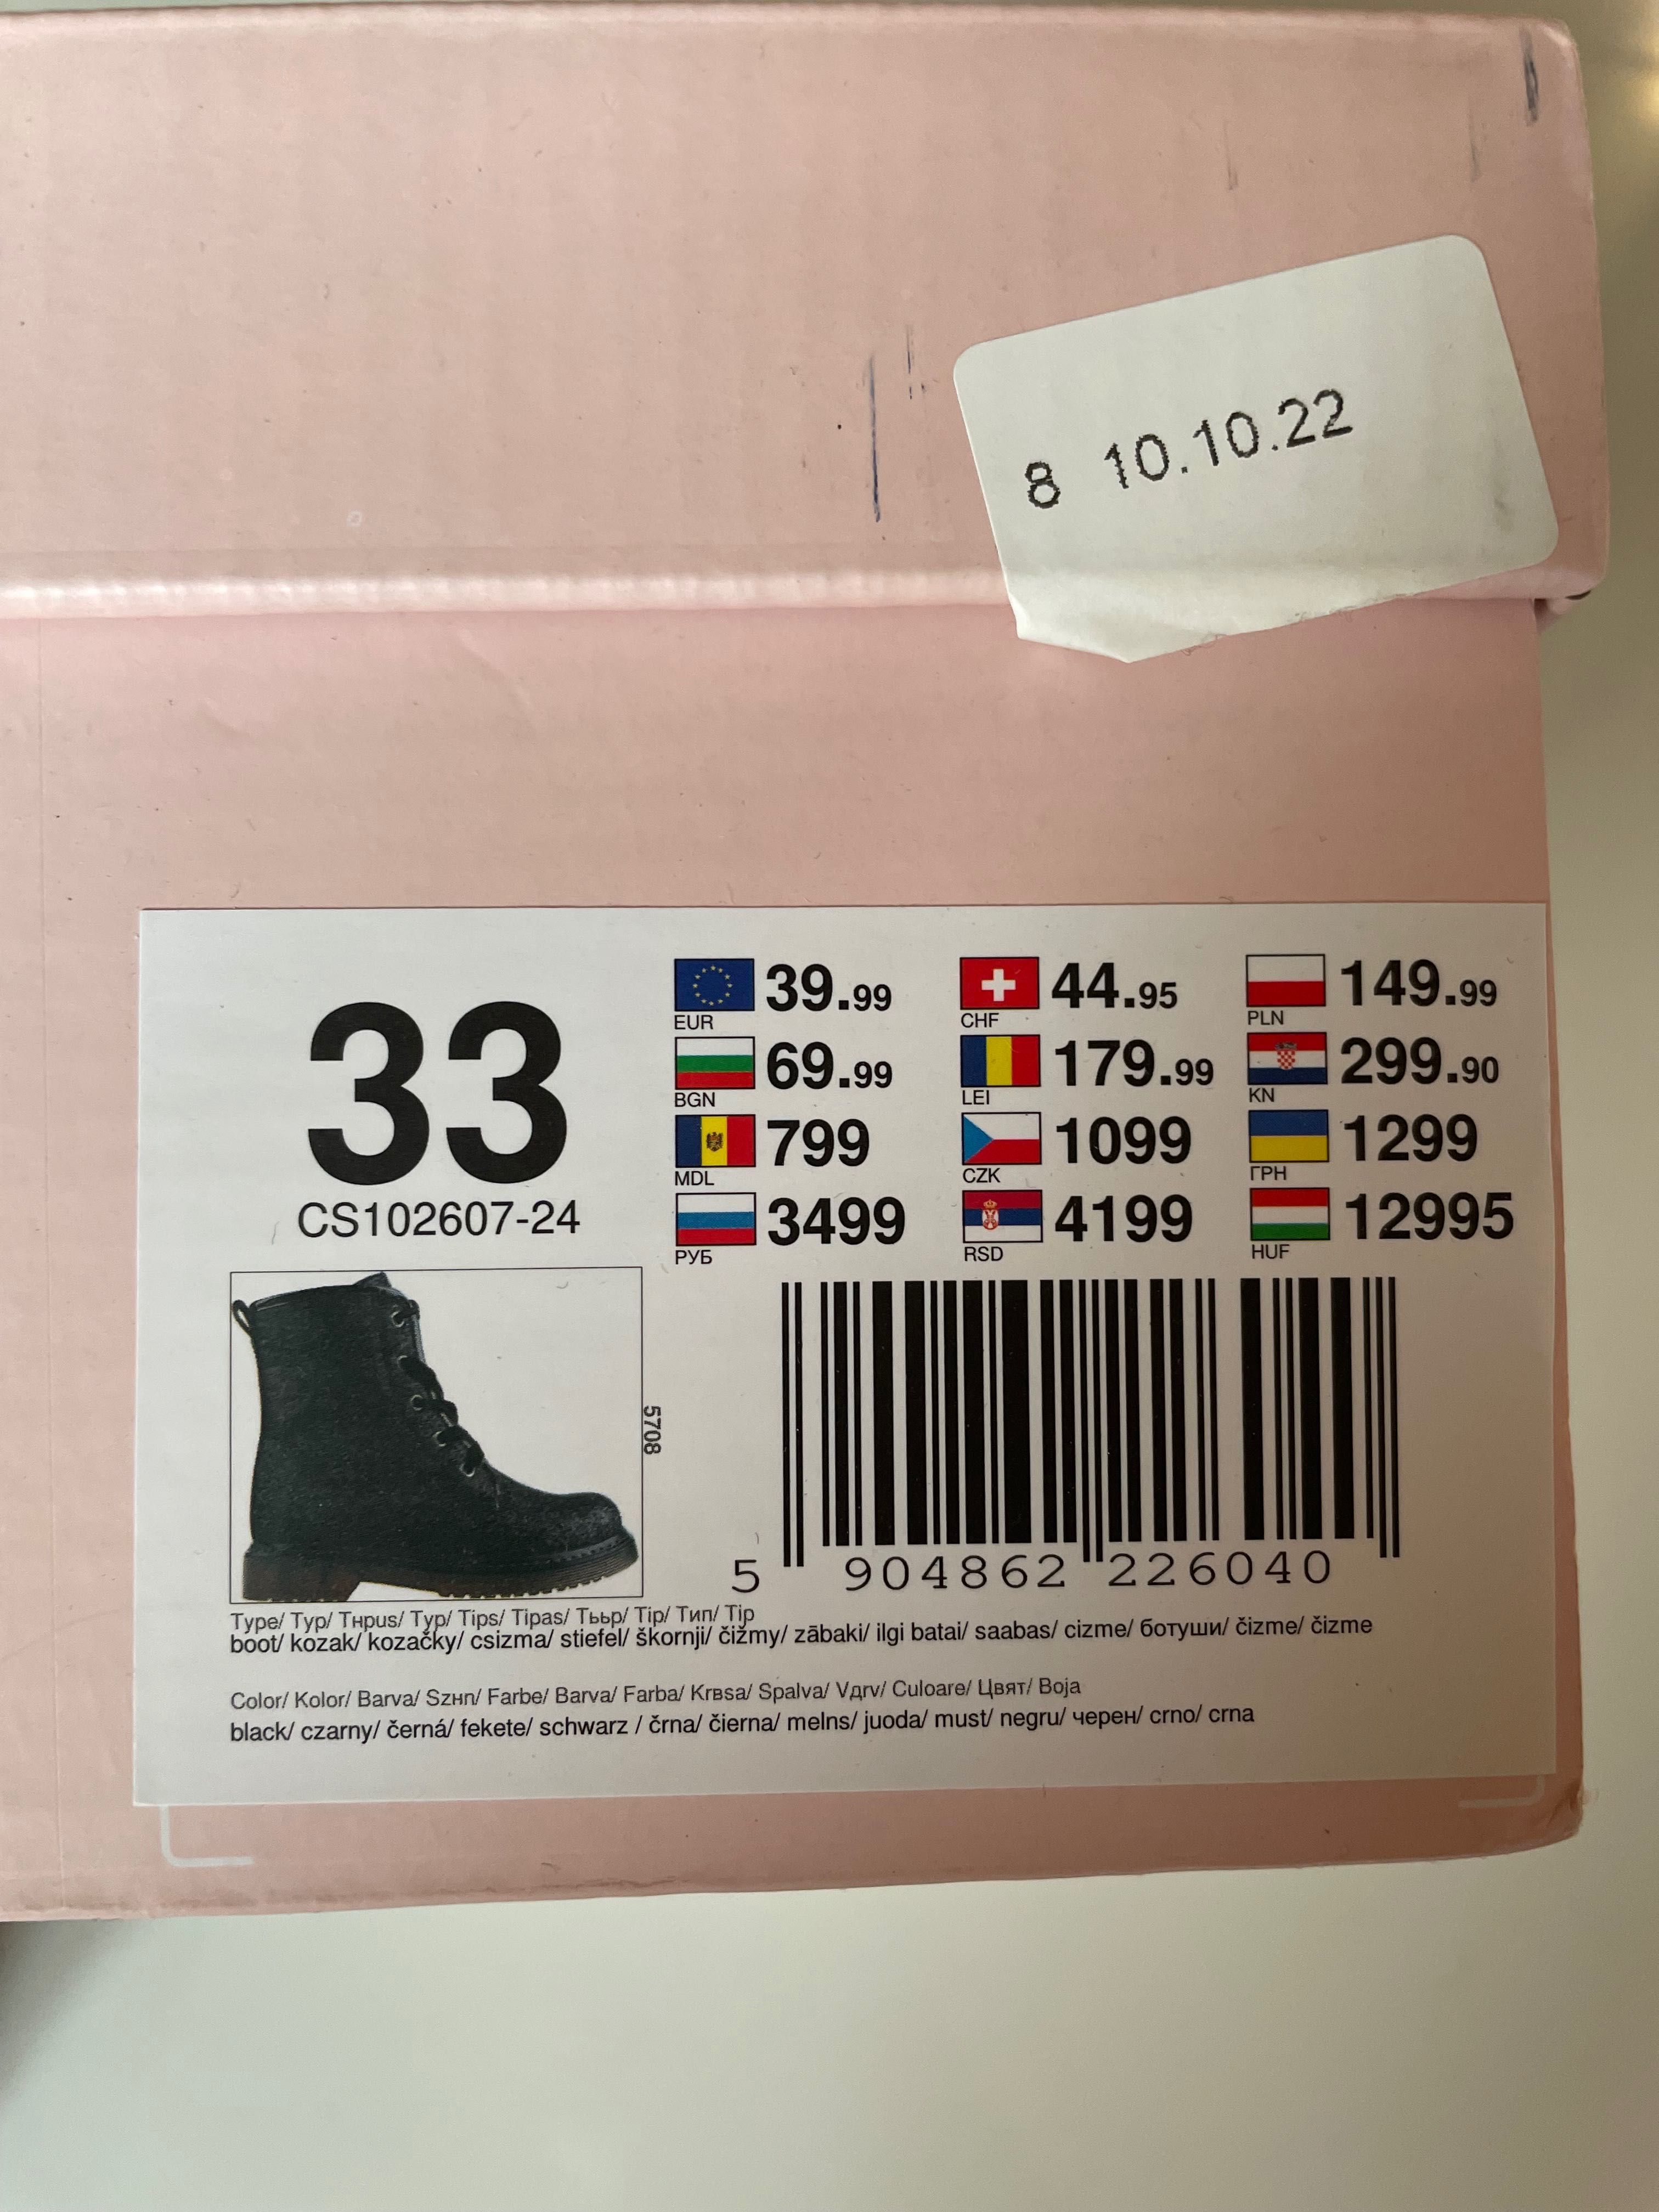 8 10.10.22
33
CS102607-24
39.99
EUR
44.95
CHF
149.99
PLN
69.99
BGN
179.99
LEI
299.90
KN
799
MDL
1099
CZK
1299
ГРН
3499
РУБ
4199
RSD
12995
HUF
5708
5 904862 226040
Type/ Typ/ Tнpus/ Typ/ Tips/ Tipas/ Tььp/ Tip/ Тип/ Tip
boot/ kozak/ kozačky/ csizma/ stiefel/ škornji/ čižmy/ zābaki/ ilgi batai/ saabas/ cizme/ ботуши/ čizme/ čizme
Color/ Kolor/ Barva/ Szнn/ Farbe/ Barva/ Farba/ Krвsa/ Spalva/ Vдrv/ Culoare/ Цвят/ Boja
black/ czarny/ černá/ fekete/ schwarz / črna/ čierna/ melns/ juoda/ must/ negru/ черен/ crno/ crna